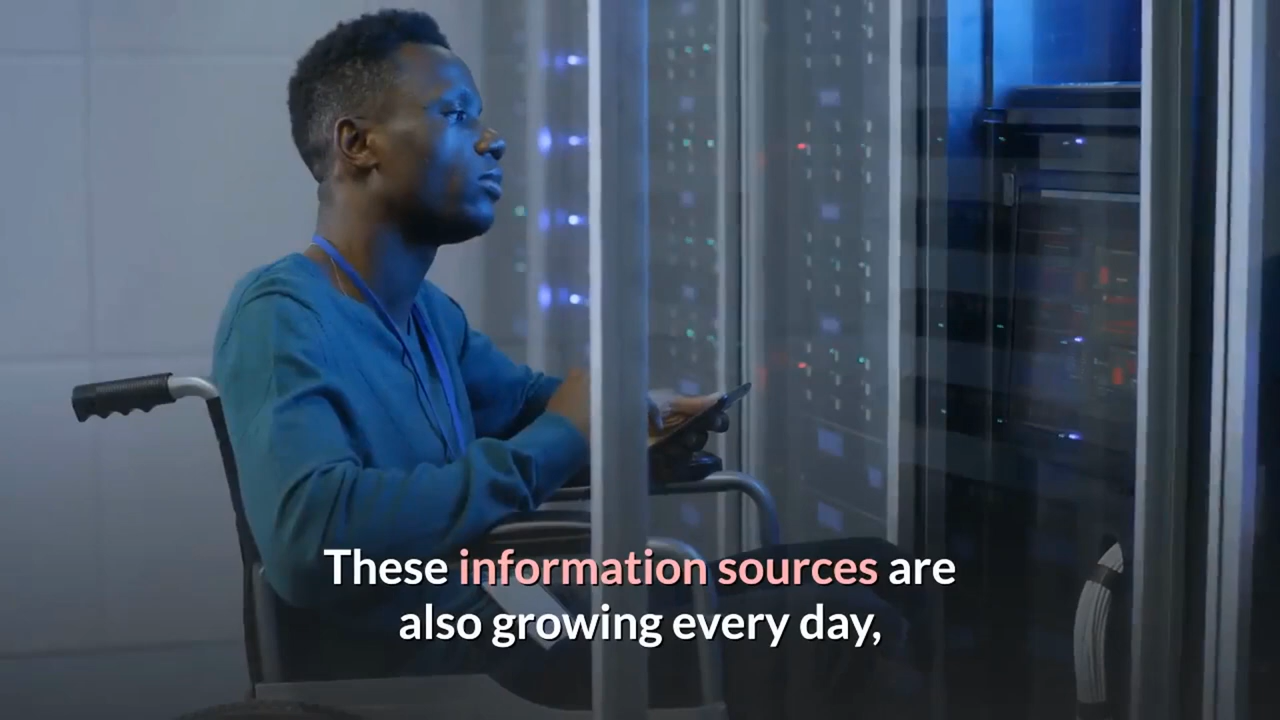 These information sources are
also growing every day,